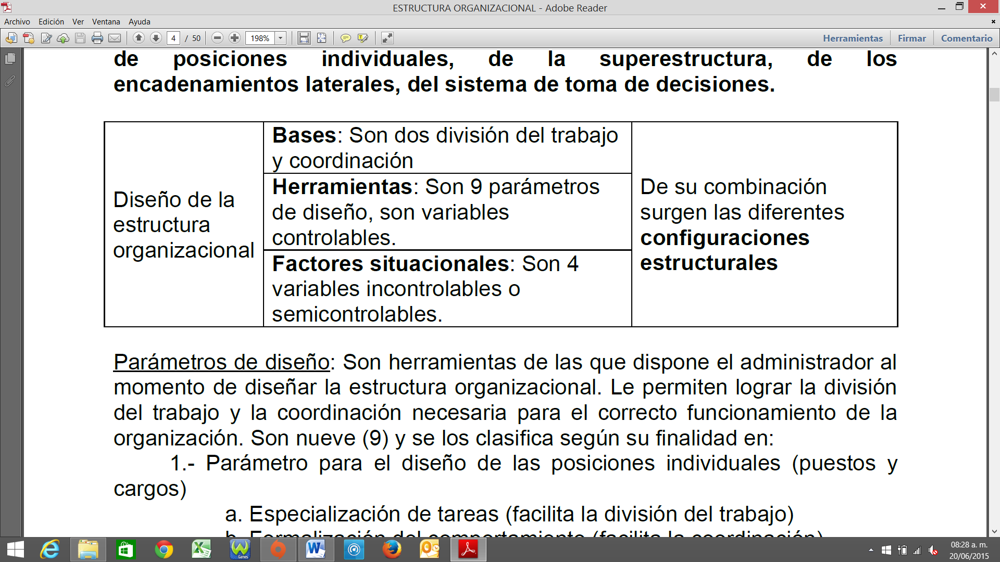 ESTRUCTURA ORGANIZACIONAL - Adobe Reader
Archivo Edición Ver Ventana Ayuda
4 / 50 198% Herramientas Firmar Comentario
de posiciones individuales, de la superestructura, de los
encadenamientos laterales, del sistema de toma de decisiones.
Diseño de la
estructura
organizacional
Bases: Son dos división del trabajo
y coordinación
Herramientas: Son 9 parámetros
de diseño, son variables
controlables.
Factores situacionales: Son 4
variables incontrolables o
semicontrolables.
De su combinación
surgen las diferentes
configuraciones
estructurales
Parámetros de diseño: Son herramientas de las que dispone el administrador al
momento de diseñar la estructura organizacional. Le permiten lograr la división
del trabajo y la coordinación necesaria para el correcto funcionamiento de la
organización. Son nueve (9) y se los clasifica según su finalidad en:
1.- Parámetro para el diseño de las posiciones individuales (puestos y
cargos)
a. Especialización de tareas (facilita la división del trabajo)
b. Formalización del comportamiento (facilita la coordinación)
Games
08:28 a. m.
20/06/2015